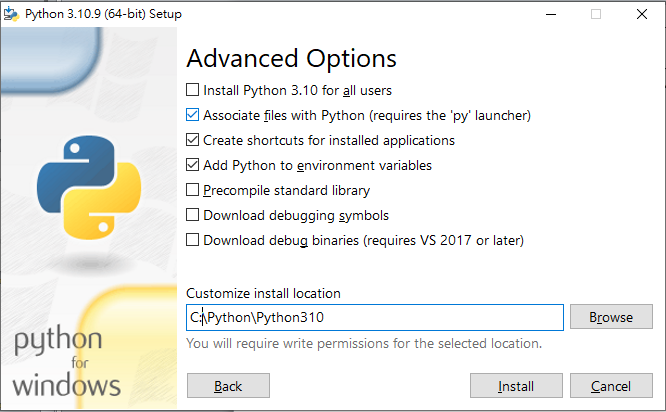 Python 3.10.9 (64-bit) Setup
Advanced Options
Install Python 3.10 for all users
Associate files with Python (requires the 'py' launcher)
Create shortcuts for installed applications
Add Python to environment variables
Precompile standard library
Download debugging symbols
Download debug binaries (requires VS 2017 or later)
Customize install location
C:\Python\Python310
Browse
You will require write permissions for the selected location.
python
for
windows
Back
Install
Cancel